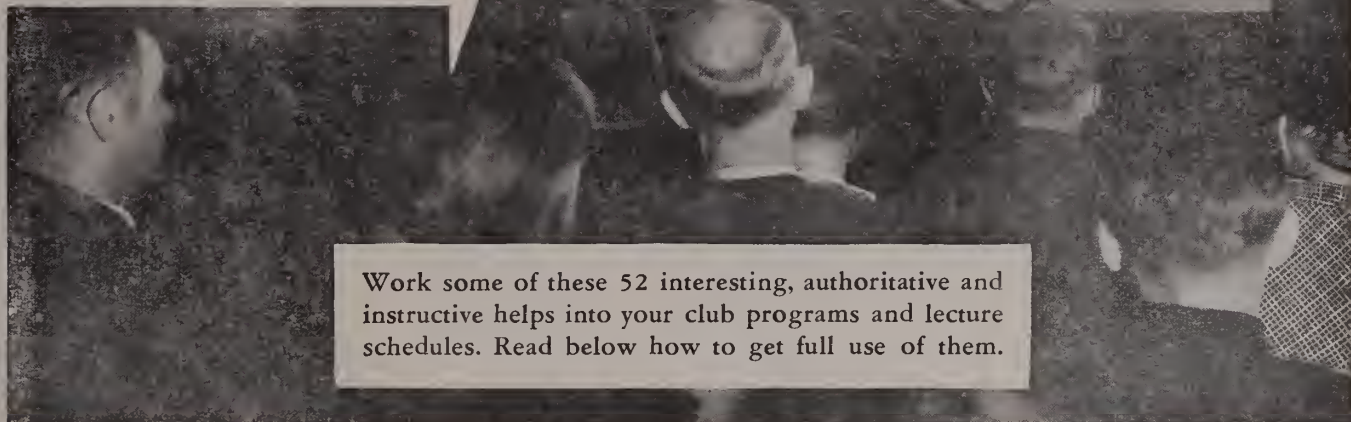 Work some of these 52 interesting, authoritative and
instructive helps into your club programs and lecture
schedules. Read below how to get full use of them.